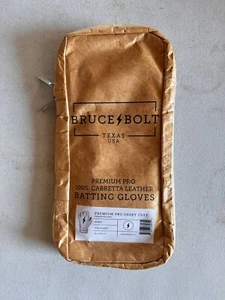 BRUCE BOLT
TEXAS
USA
PREMIUM PRO
100% CABRETTA LEATHER
BATTING GLOVES
PREMIUM PRO SHORT CUFF